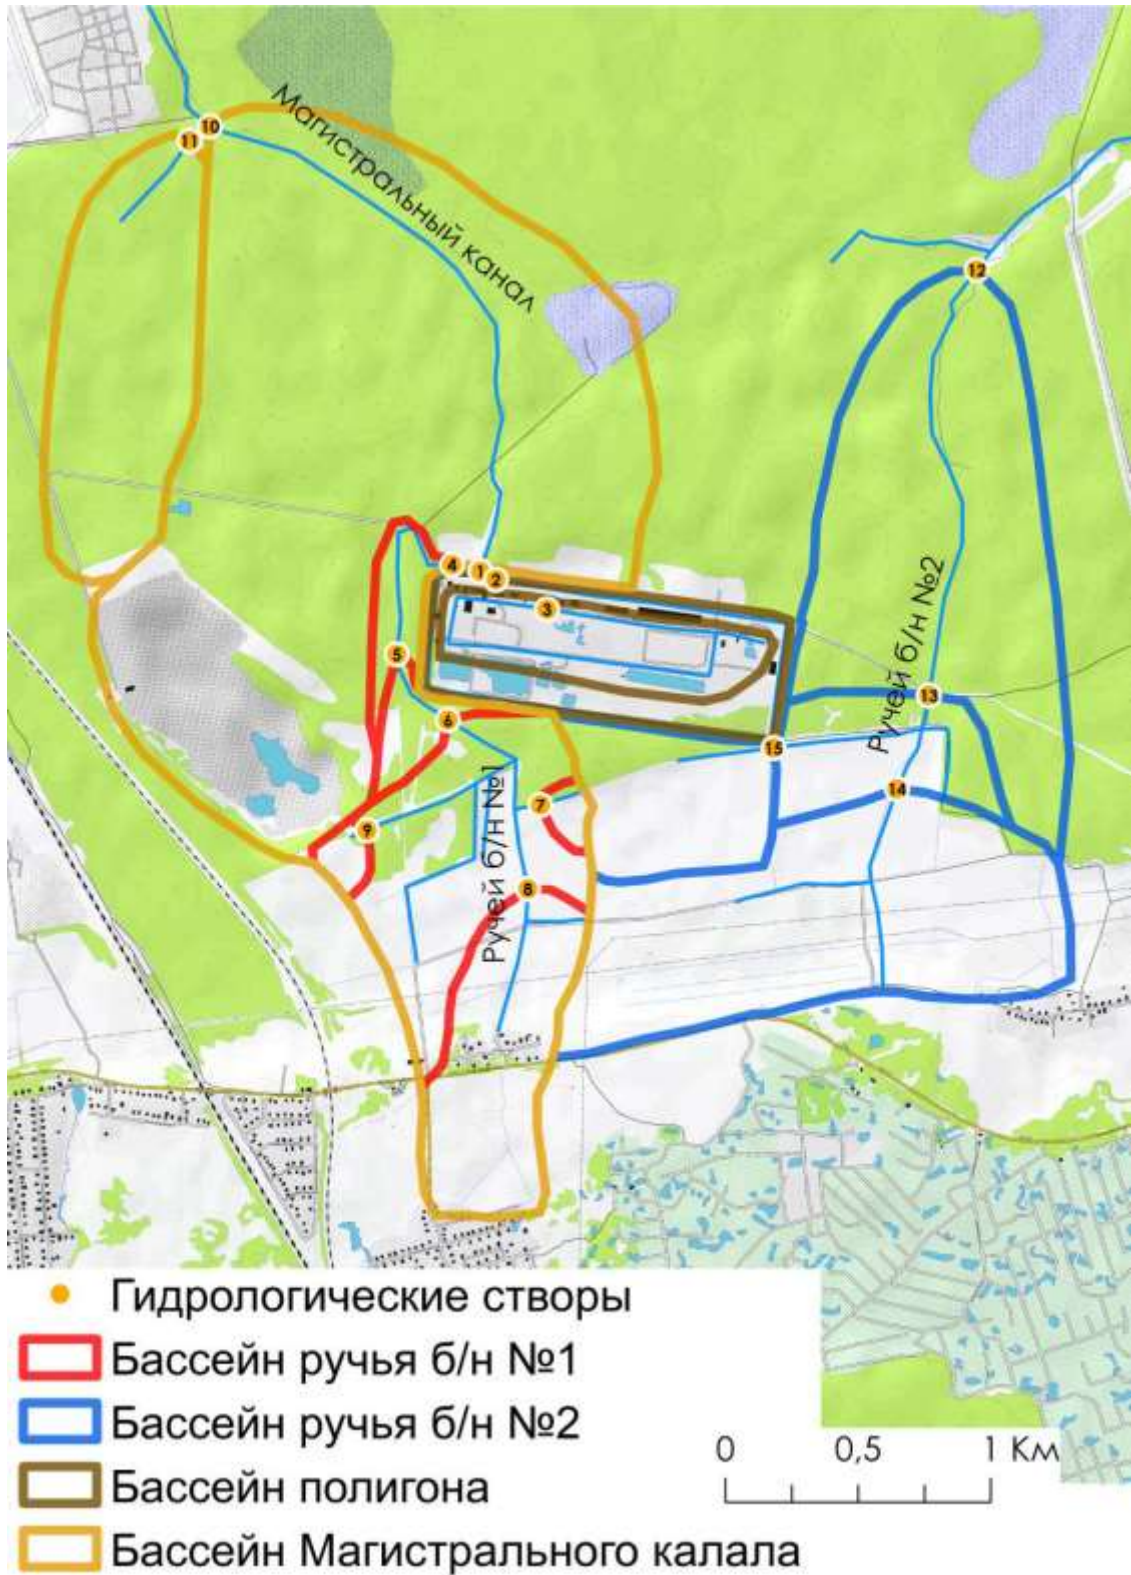 10
11
Магистральный канал
12
4
1
2
3
5
6
13
Ручей б/н №2
15
14
7
9
8
Ручей б/н №1
Гидрологические створы
Бассейн ручья б/н №1
Бассейн ручья б/н №2
Бассейн полигона
Бассейн Магистрального калала
0 0,5 1 Км